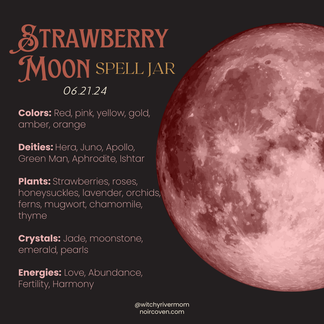 STRAWBERRY
MOON SPELL JAR
06.21.24
Colors: Red, pink, yellow, gold,
amber, orange
Deities: Hera, Juno, Apollo,
Green Man, Aphrodite, Ishtar
Plants: Strawberries, roses,
honeysuckles, lavender, orchids,
ferns, mugwort, chamomile,
thyme
Crystals: Jade, moonstone,
emerald, pearls
Energies: Love, Abundance,
Fertility, Harmony
@witchyrivermom
noircoven.com